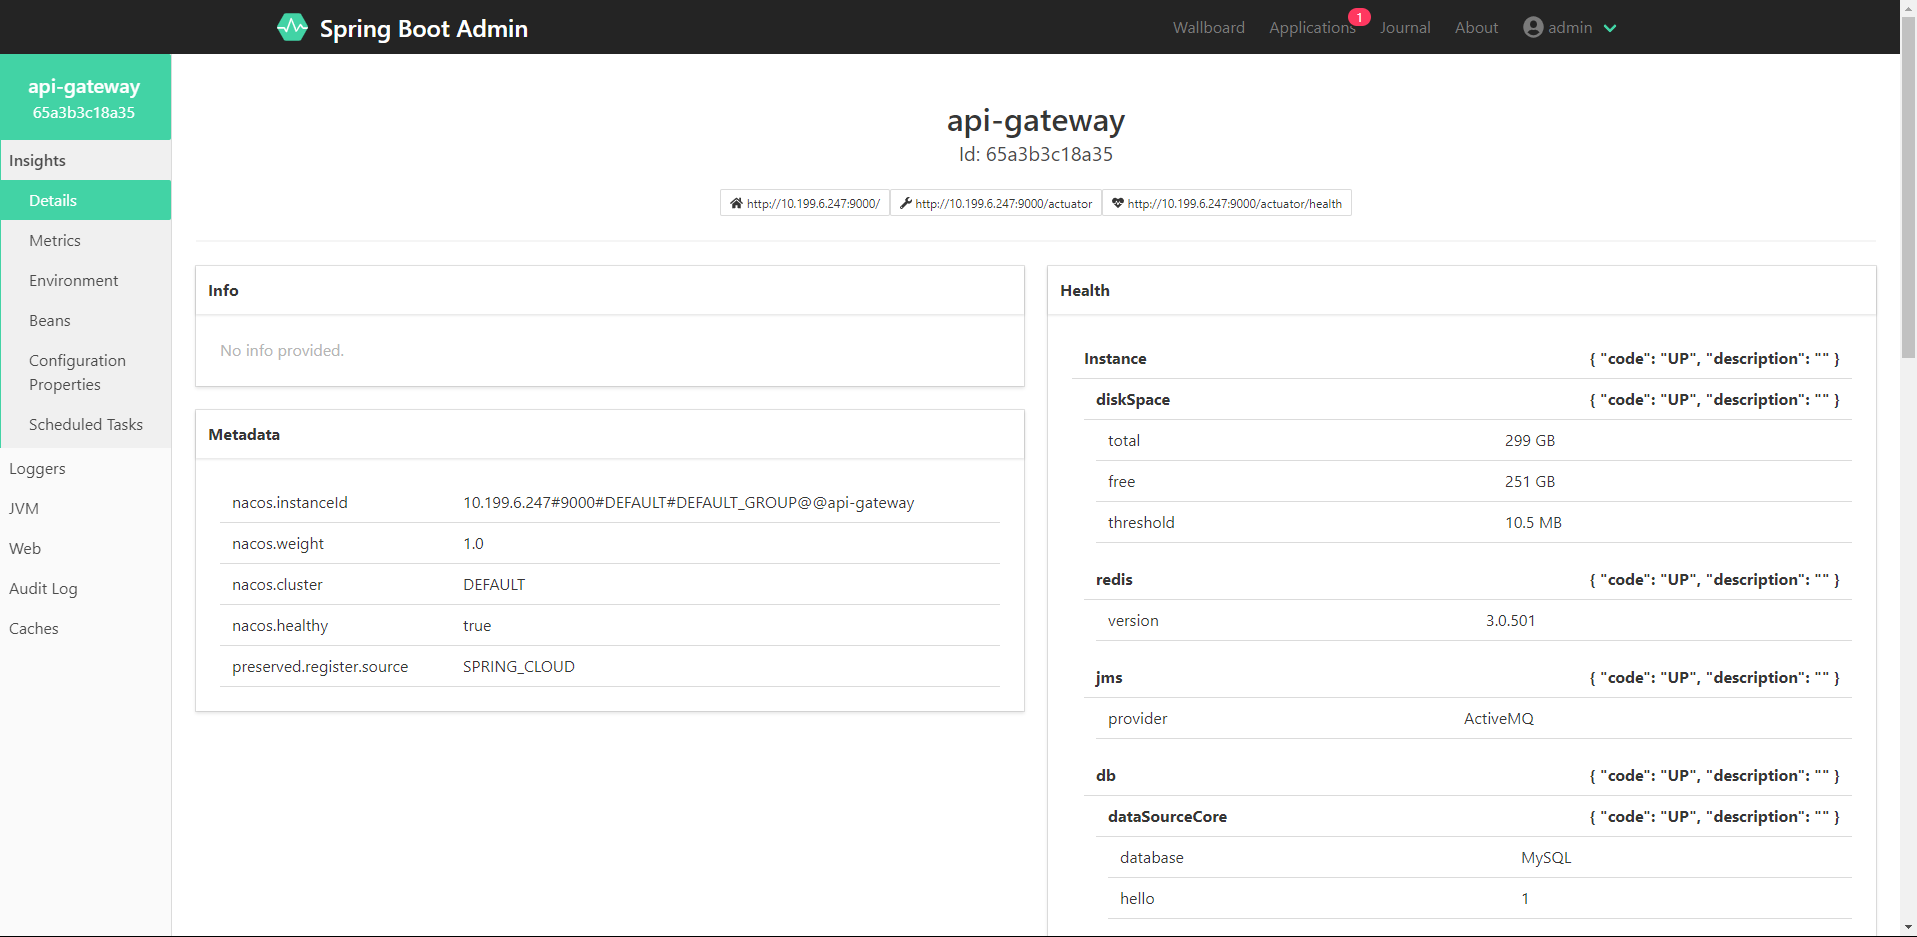 Spring Boot Admin
Wallboard Applications 1 Journal About admin
api-gateway
65a3b3c18a35
Insights
Details
Metrics
Environment
Beans
Configuration
Properties
Scheduled Tasks
Loggers
JVM
Web
Audit Log
Caches
api-gateway
Id: 65a3b3c18a35
http://10.199.6.247:9000/ http://10.199.6.247:9000/actuator http://10.199.6.247:9000/actuator/health
Info
No info provided.
Metadata
nacos.instanceId 10.199.6.247#9000#DEFAULT#DEFAULT_GROUP@@api-gateway
nacos.weight 1.0
nacos.cluster DEFAULT
nacos.healthy true
preserved.register.source SPRING_CLOUD
Health
Instance { "code": "UP", "description": "" }
diskSpace { "code": "UP", "description": "" }
total 299 GB
free 251 GB
threshold 10.5 MB
redis { "code": "UP", "description": "" }
version 3.0.501
jms { "code": "UP", "description": "" }
provider ActiveMQ
db { "code": "UP", "description": "" }
dataSourceCore { "code": "UP", "description": "" }
database MySQL
hello 1